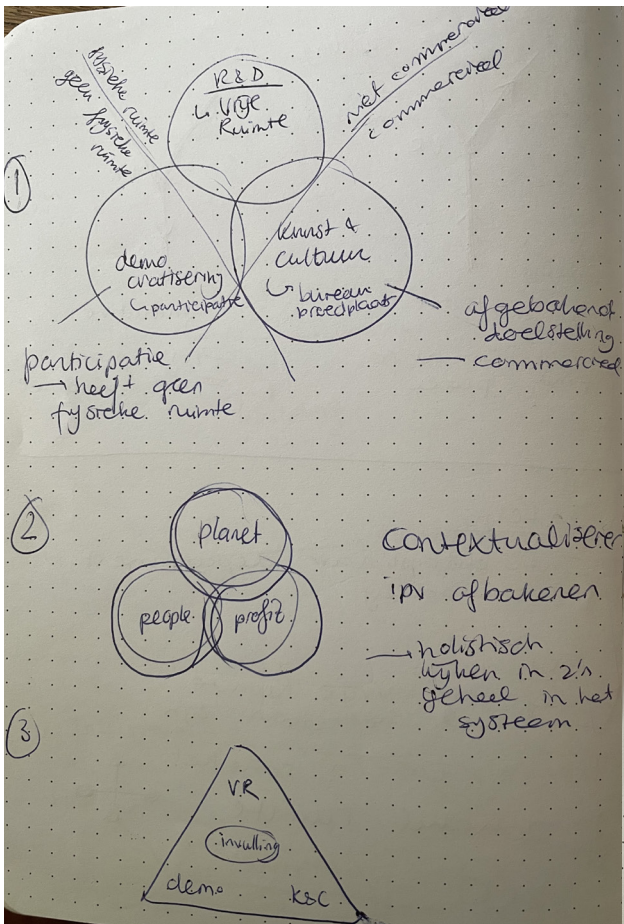 fysieke ruimte
geen fysieke
ruimte
R&D
↳ Vrije
Ruimte
niet commercieel
commercieel
1
demo
cratisering
↳ participatie
kunst &
cultuur
↳ bureau
broedplaats
participatie
→ heeft geen
fysieke ruimte
afgebakend
doelstelling
— commercieel
2
planet
people
profit
Contextualiseren
ipv afbakenen
→ holistisch
kijken in z'n
geheel in het
systeem
3
VR
invulling
demo
K&C